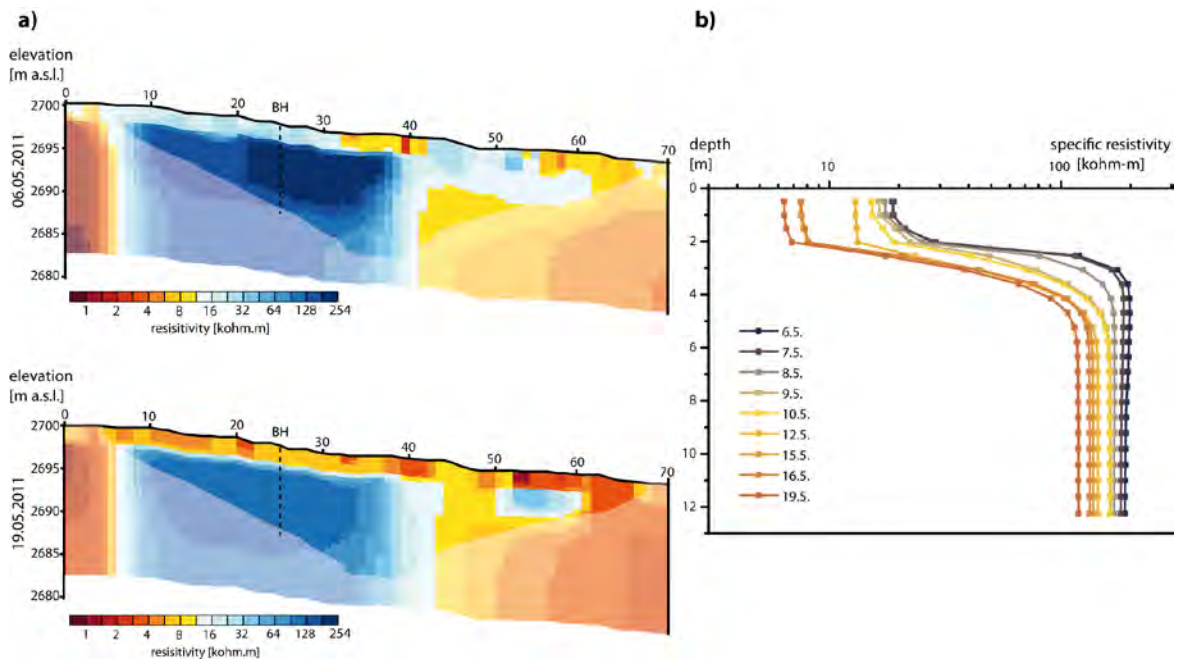 a)
elevation
[m a.s.l.]
0 10 20 BH 30 40 50 60 70
2700
2695
2690
2685
2680
06.05.2011
1 2 4 8 16 32 64 128 254
resisitivity [kohm.m]
elevation
[m a.s.l.]
0 10 20 BH 30 40 50 60 70
2700
2695
2690
2685
2680
19.05.2011
1 2 4 8 16 32 64 128 254
resisitivity [kohm.m]
b)
depth
[m]
specific resistivity
10 100 [kohm-m]
0
2
4
6
8
10
12
6.5.
7.5.
8.5.
9.5.
10.5.
12.5.
15.5.
16.5.
19.5.